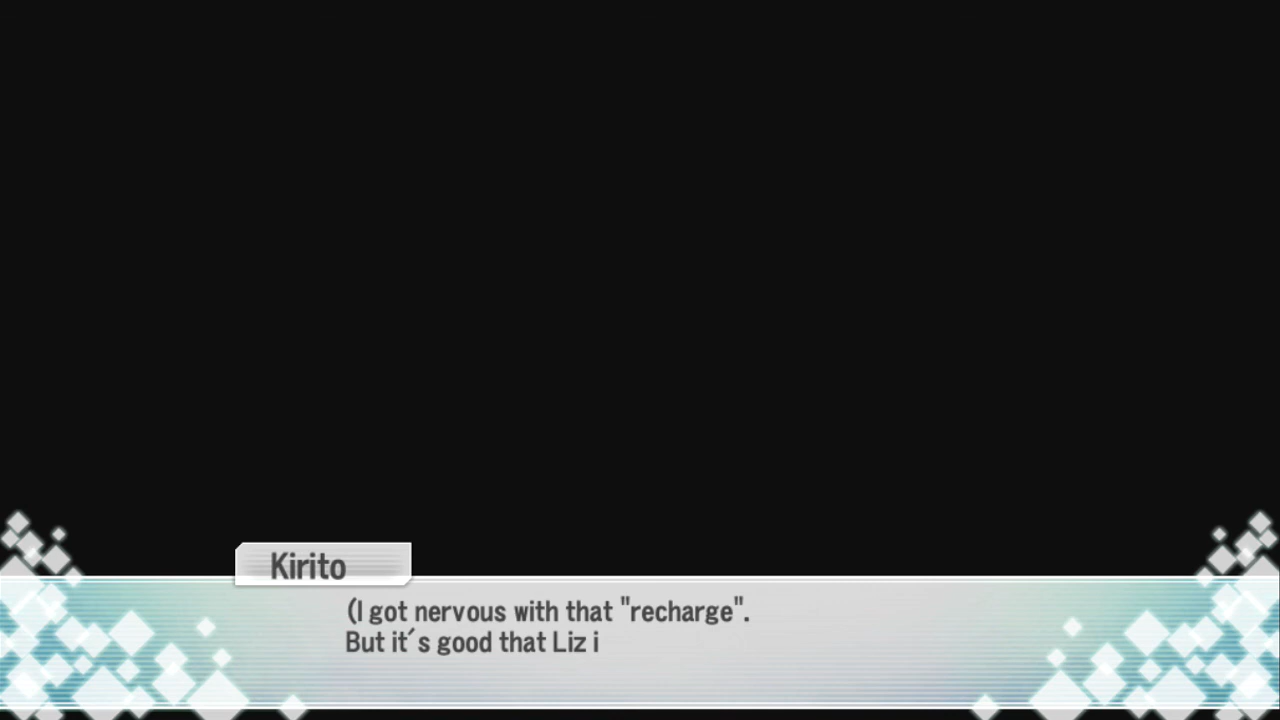 Kirito
(I got nervous with that "recharge".
But it´s good that Liz i